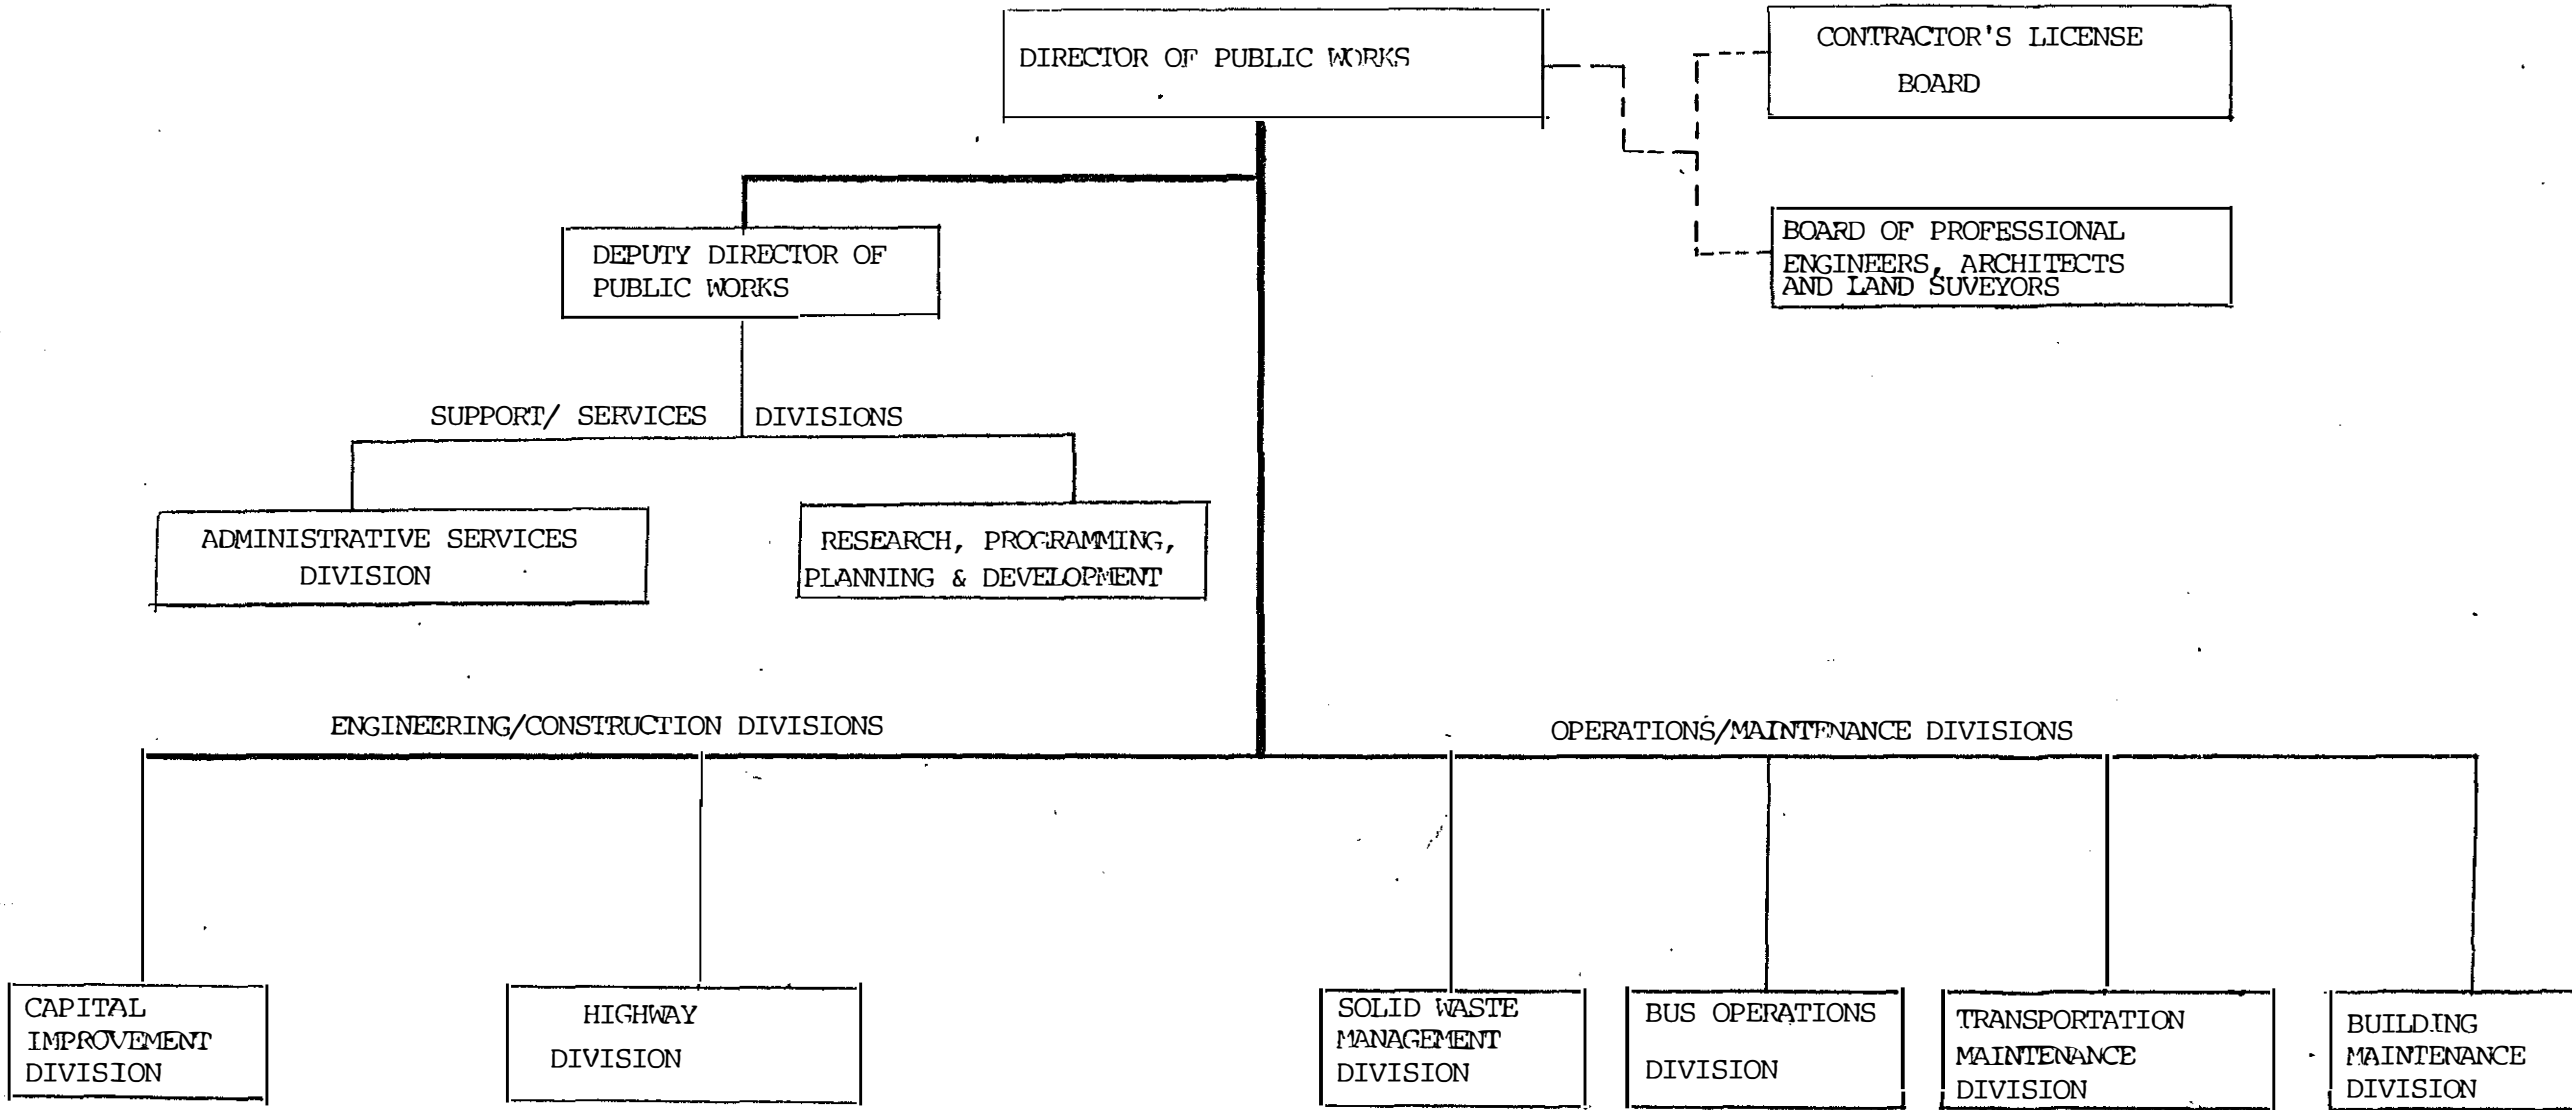 DIRECTOR OF PUBLIC WORKS
CONTRACTOR'S LICENSE
BOARD
BOARD OF PROFESSIONAL
ENGINEERS, ARCHITECTS
AND LAND SUVEYORS
DEPUTY DIRECTOR OF
PUBLIC WORKS
SUPPORT/ SERVICES DIVISIONS
ADMINISTRATIVE SERVICES
DIVISION
RESEARCH, PROGRAMMING,
PLANNING & DEVELOPMENT
ENGINEERING/CONSTRUCTION DIVISIONS
OPERATIONS/MAINTENANCE DIVISIONS
CAPITAL
IMPROVEMENT
DIVISION
HIGHWAY
DIVISION
SOLID WASTE
MANAGEMENT
DIVISION
BUS OPERATIONS
DIVISION
TRANSPORTATION
MAINTENANCE
DIVISION
BUILDING
MAINTENANCE
DIVISION